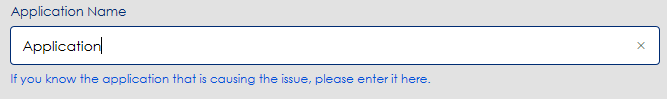 Application Name
Application
If you know the application that is causing the issue, please enter it here.